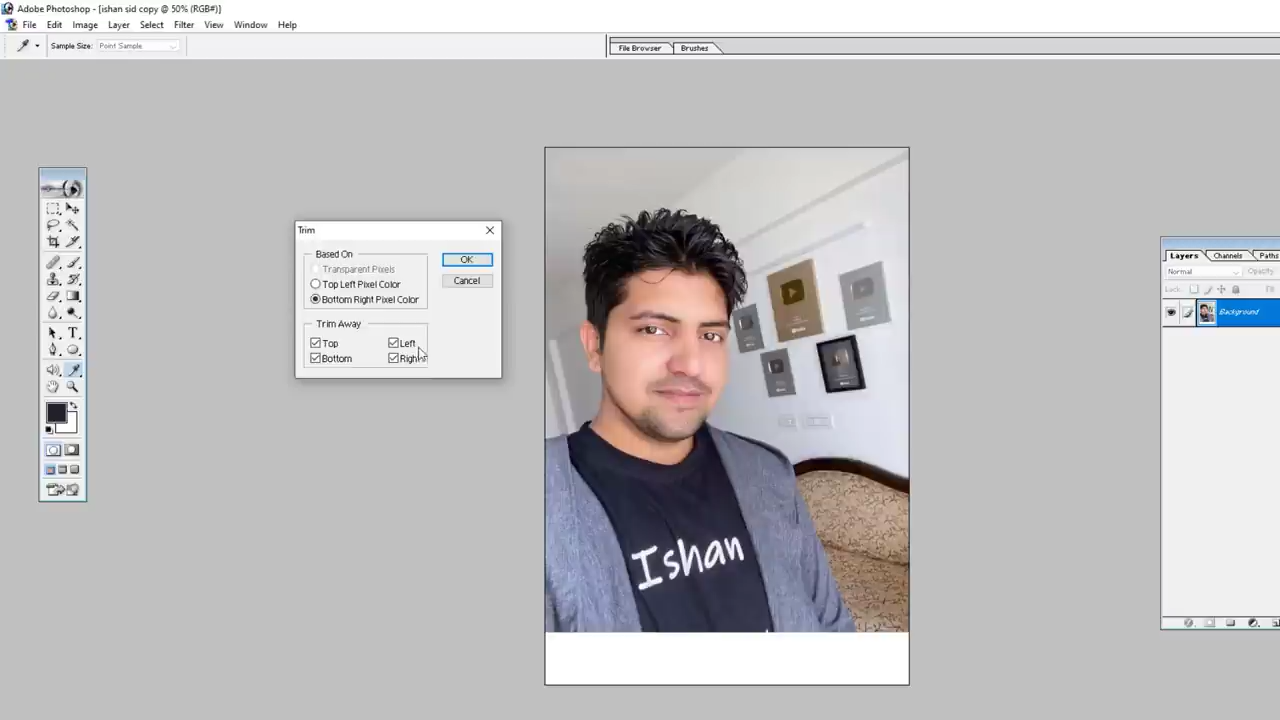 Adobe Photoshop - [ishan sid copy @ 50% (RGB#)]
File Edit Image Layer Select Filter View Window Help
Sample Size: Point Sample
File Browser Brushes
Trim
Based On
Transparent Pixels
Top Left Pixel Color
Bottom Right Pixel Color
OK
Cancel
Trim Away
Top Left
Bottom Right
Layers Channels Paths
Normal Opacity
Lock: Fill
Background
T
Ishan